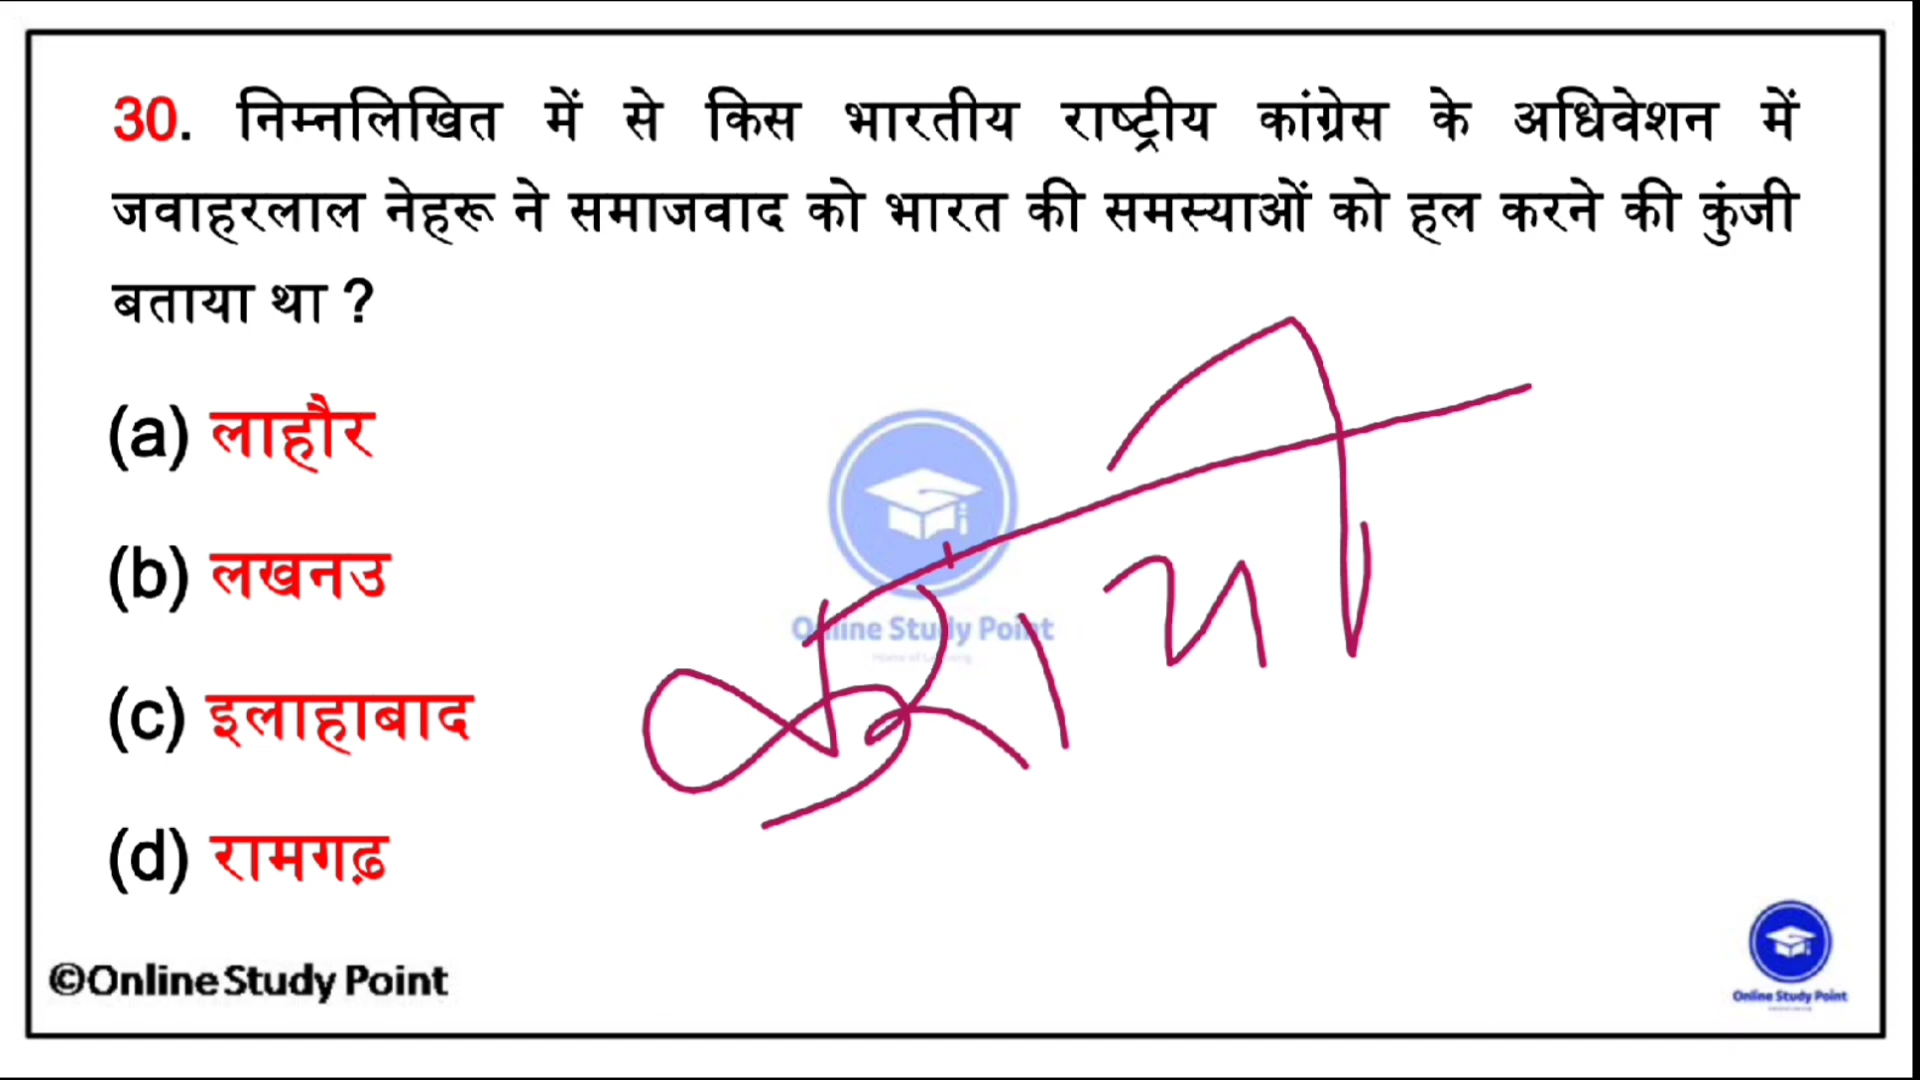 30. निम्नलिखित में से किस भारतीय राष्ट्रीय कांग्रेस के अधिवेशन में
जवाहरलाल नेहरू ने समाजवाद को भारत की समस्याओं को हल करने की कुंजी
बताया था ?
(a) लाहौर
(b) लखनउ
(c) इलाहाबाद
(d) रामगढ़
Online Study Point
©Online Study Point
Online Study Point